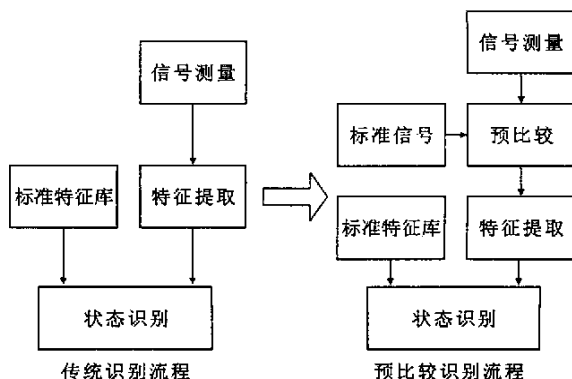 信号测量
标准特征库
特征提取
状态识别
传统识别流程
信号测量
标准信号
预比较
标准特征库
特征提取
状态识别
预比较识别流程